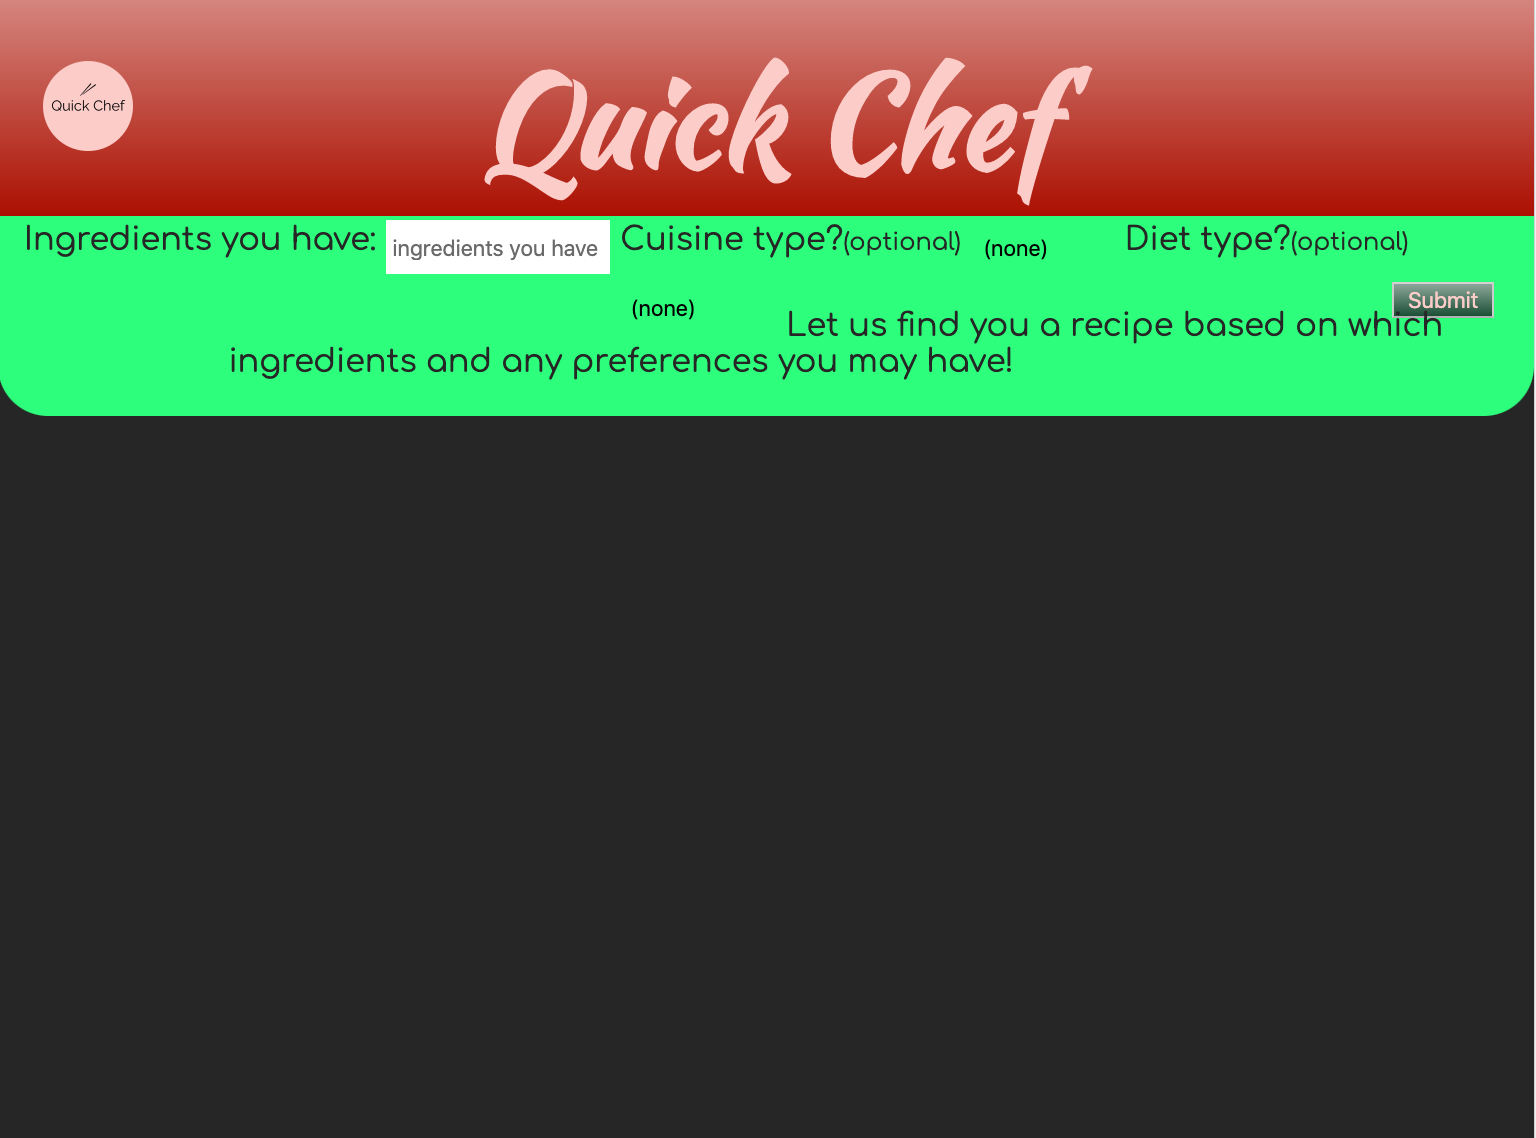 Quick Chef
Quick Chef
Ingredients you have: ingredients you have Cuisine type?(optional) (none) Diet type?(optional)
(none) Submit
Let us find you a recipe based on which
ingredients and any preferences you may have!